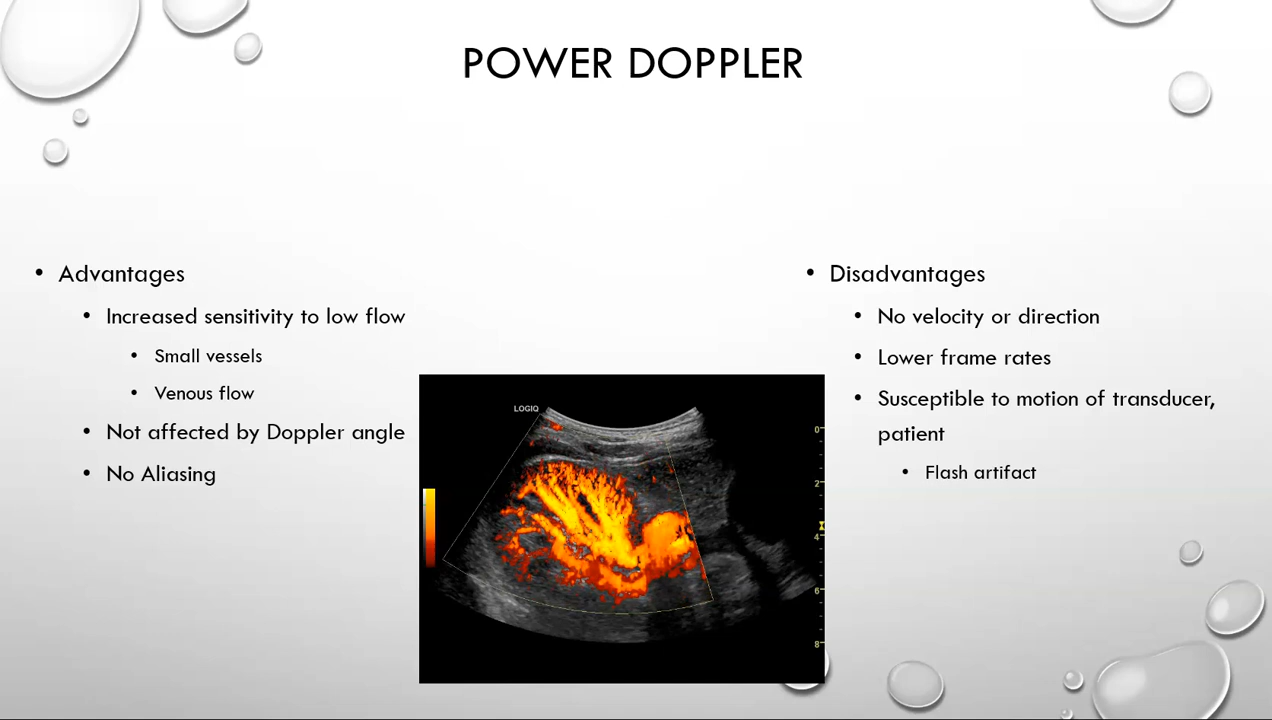 POWER DOPPLER
Advantages
Increased sensitivity to low flow
Small vessels
Venous flow
Not affected by Doppler angle
No Aliasing
LOGIQ
0
2
4
6
8
Disadvantages
No velocity or direction
Lower frame rates
Susceptible to motion of transducer,
patient
Flash artifact